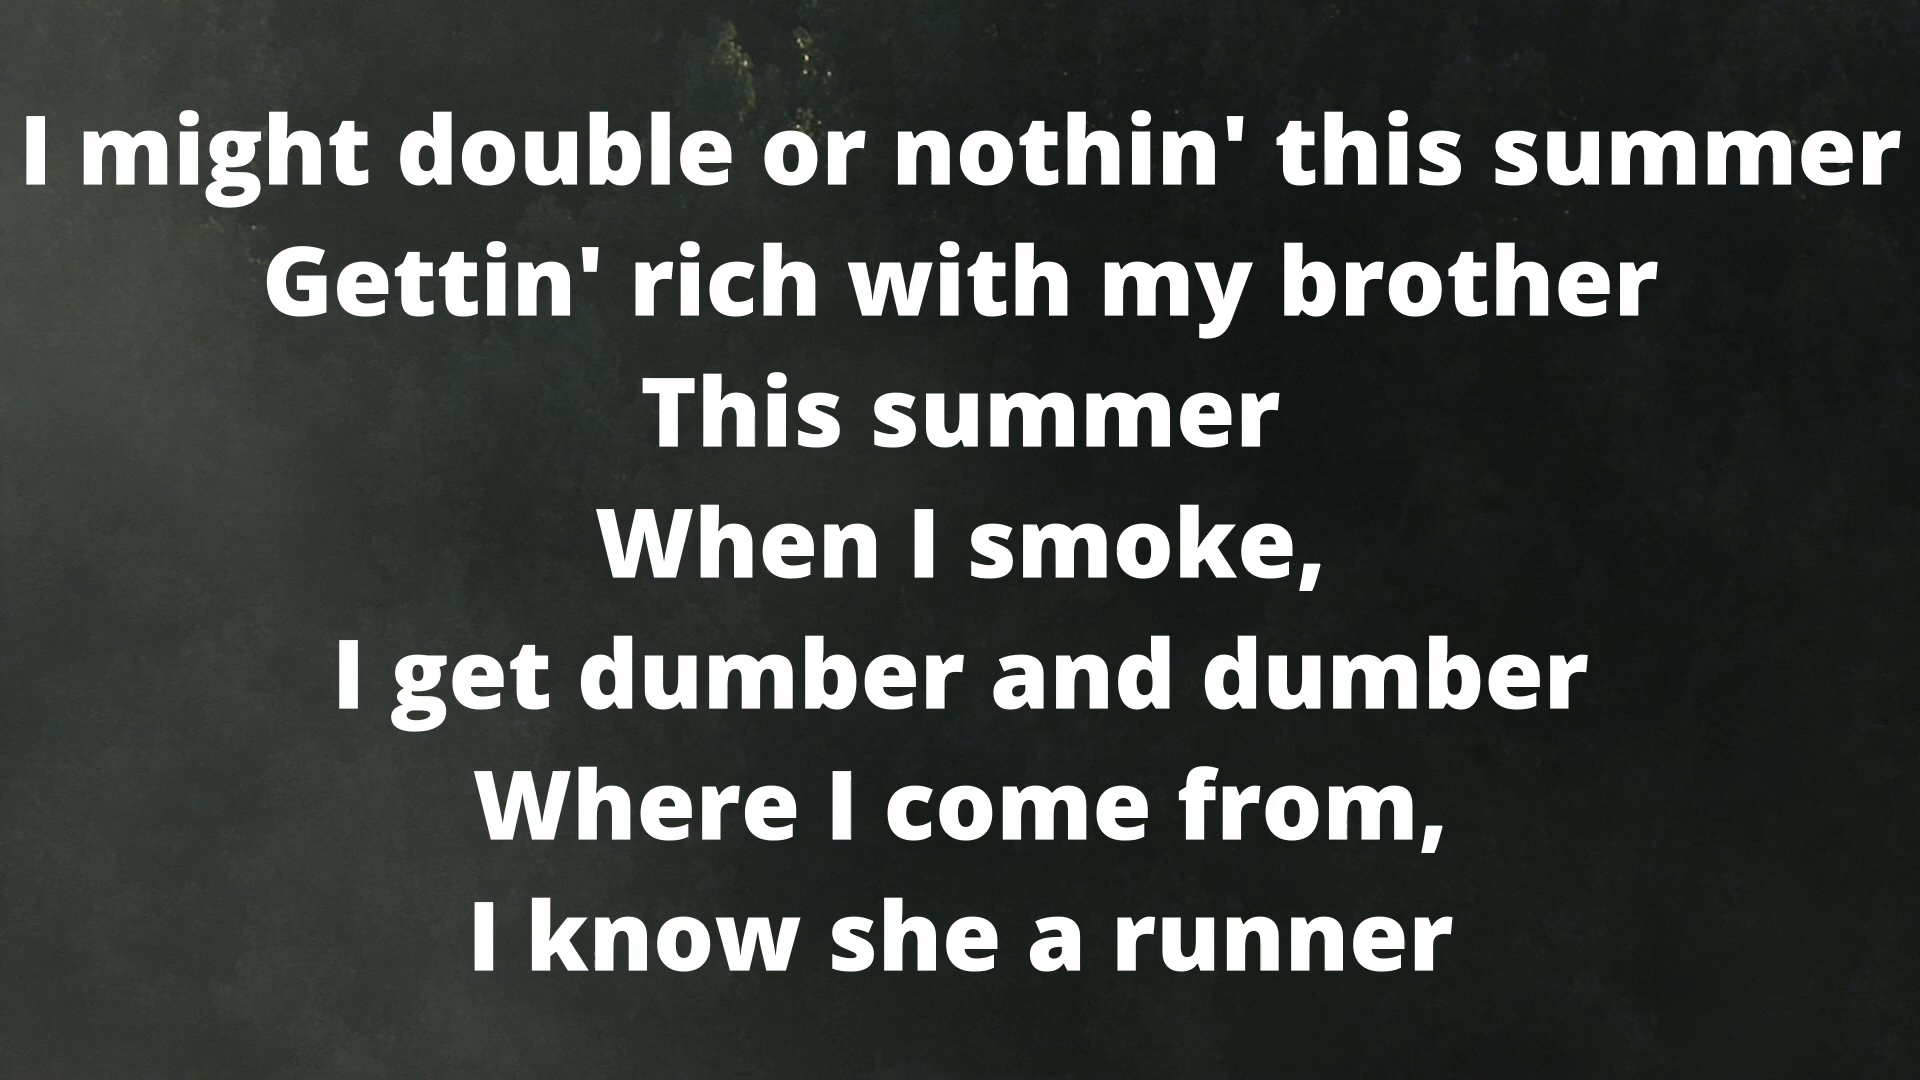 I might double or nothin' this summer
Gettin' rich with my brother
This summer
When I smoke,
I get dumber and dumber
Where I come from,
I know she a runner